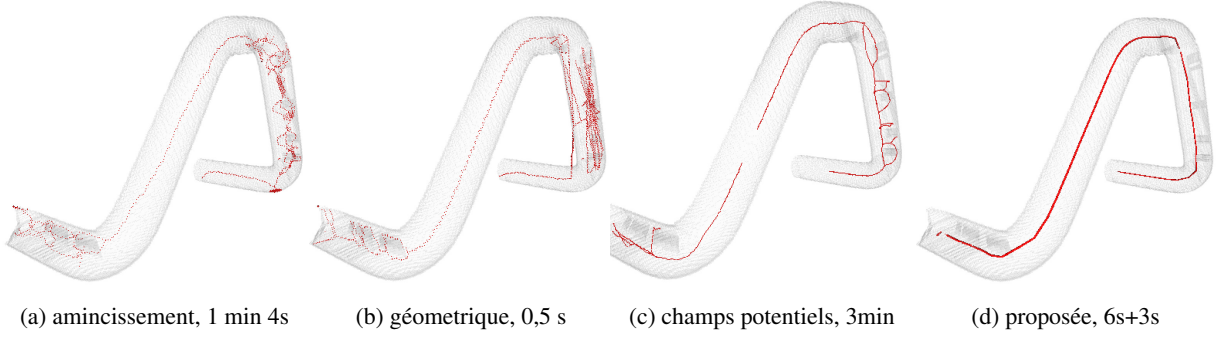 (a) amincissement, 1 min 4s (b) géometrique, 0,5 s (c) champs potentiels, 3min (d) proposée, 6s+3s